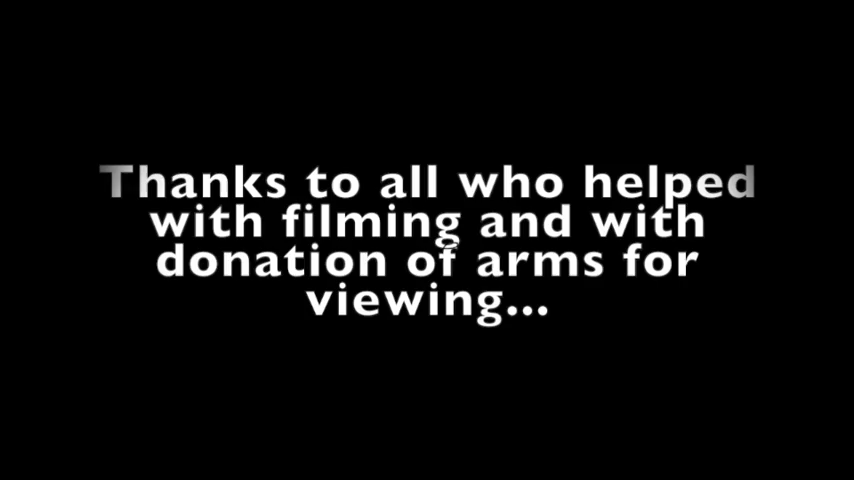 Thanks to all who helped
with filming and with
donation of arms for
viewing...